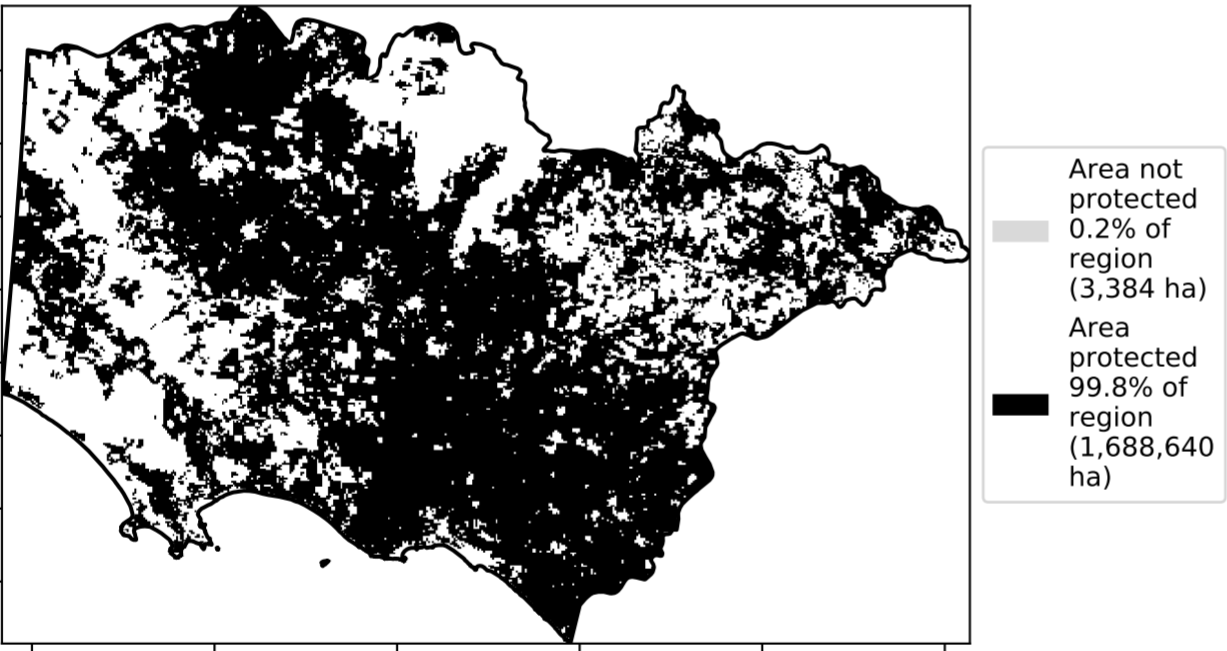 Area not
protected
0.2% of
region
(3,384 ha)
Area
protected
99.8% of
region
(1,688,640
ha)